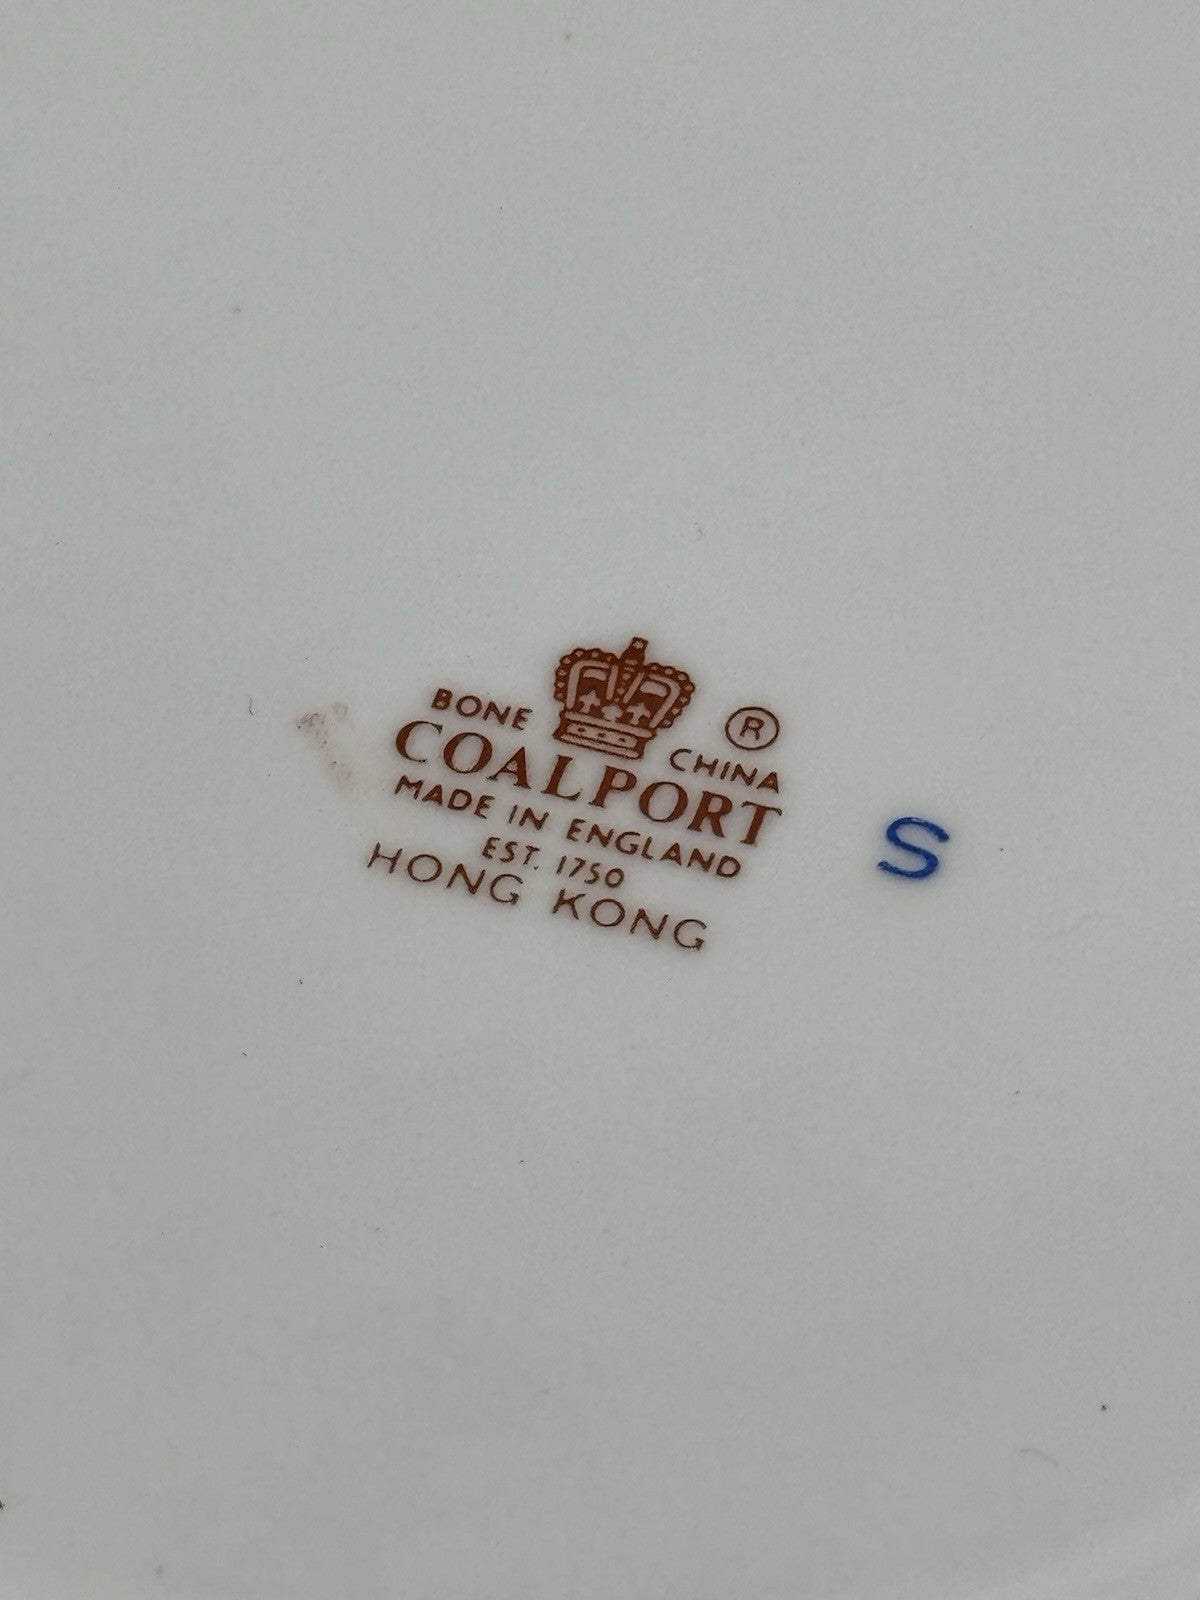 BONE CHINA ®
COALPORT
MADE IN ENGLAND
EST. 1750
HONG KONG
S